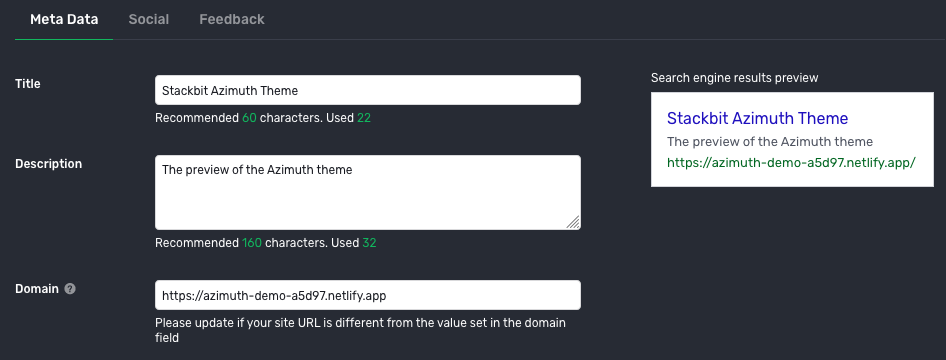 Meta Data Social Feedback
Title
Stackbit Azimuth Theme
Recommended 60 characters. Used 22
Description
The preview of the Azimuth theme
Recommended 160 characters. Used 32
Domain ?
https://azimuth-demo-a5d97.netlify.app
Please update if your site URL is different from the value set in the domain
field
Search engine results preview
Stackbit Azimuth Theme
The preview of the Azimuth theme
https://azimuth-demo-a5d97.netlify.app/